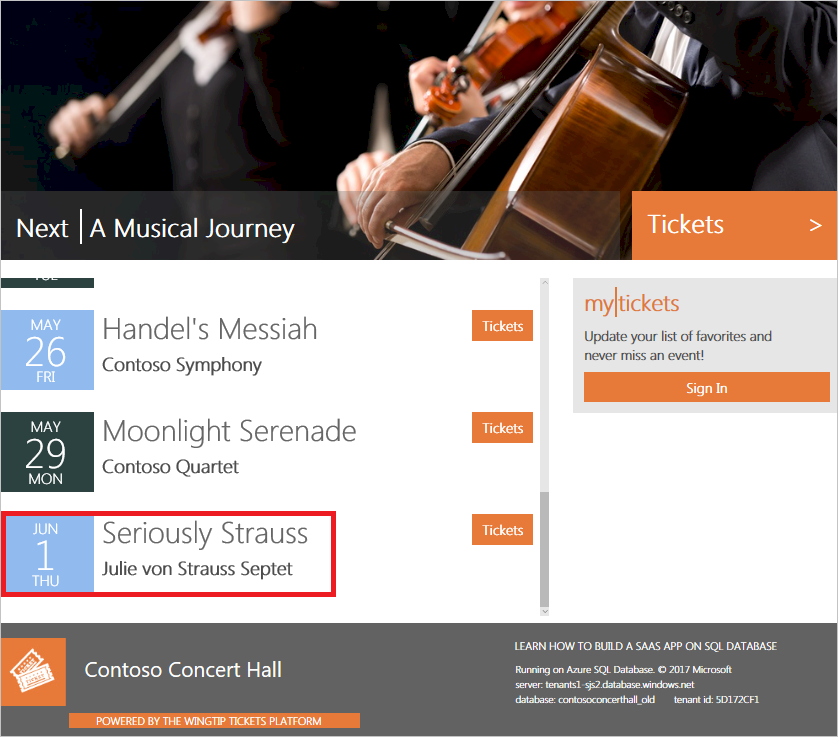 Next | A Musical Journey
Tickets >
TUE
MAY
26
FRI
Handel's Messiah
Contoso Symphony
Tickets
MAY
29
MON
Moonlight Serenade
Contoso Quartet
Tickets
JUN
1
THU
Seriously Strauss
Julie von Strauss Septet
Tickets
my|tickets
Update your list of favorites and
never miss an event!
Sign In
Contoso Concert Hall
POWERED BY THE WINGTIP TICKETS PLATFORM
LEARN HOW TO BUILD A SAAS APP ON SQL DATABASE
Running on Azure SQL Database. © 2017 Microsoft
server: tenants1-sjs2.database.windows.net
database: contosoconcerthall_old tenant id: 5D172CF1